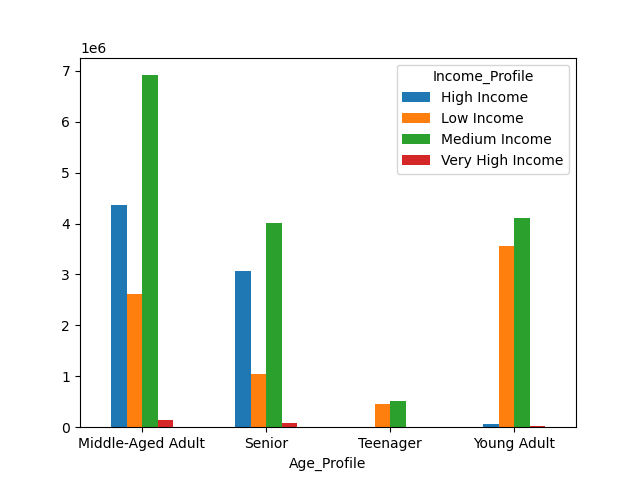 1e6
7
6
5
4
3
2
1
0
Income_Profile
High Income
Low Income
Medium Income
Very High Income
Middle-Aged Adult Senior Teenager Young Adult
Age_Profile